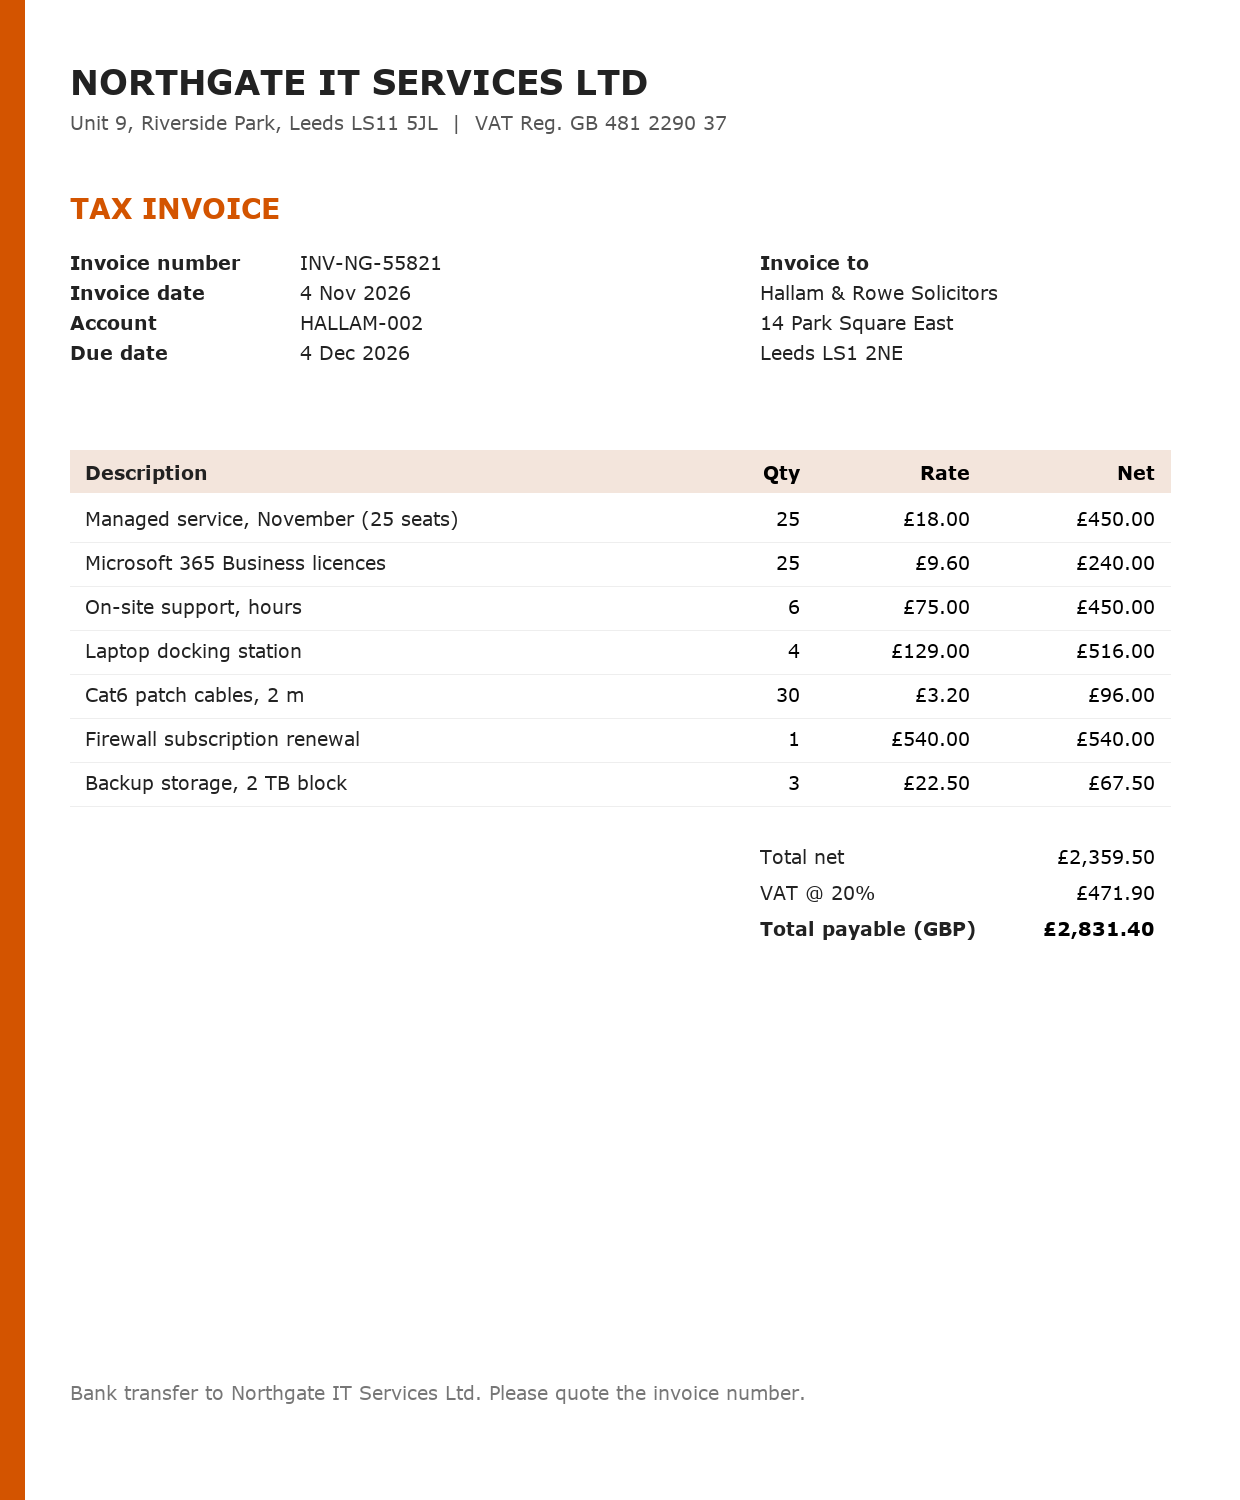 NORTHGATE IT SERVICES LTD
Unit 9, Riverside Park, Leeds LS11 5JL | VAT Reg. GB 481 2290 37
TAX INVOICE
Invoice number INV-NG-55821
Invoice date 4 Nov 2026
Account HALLAM-002
Due date 4 Dec 2026
Invoice to
Hallam & Rowe Solicitors
14 Park Square East
Leeds LS1 2NE
Description Qty Rate Net
Managed service, November (25 seats) 25 £18.00 £450.00
Microsoft 365 Business licences 25 £9.60 £240.00
On-site support, hours 6 £75.00 £450.00
Laptop docking station 4 £129.00 £516.00
Cat6 patch cables, 2 m 30 £3.20 £96.00
Firewall subscription renewal 1 £540.00 £540.00
Backup storage, 2 TB block 3 £22.50 £67.50
Total net £2,359.50
VAT @ 20% £471.90
Total payable (GBP) £2,831.40
Bank transfer to Northgate IT Services Ltd. Please quote the invoice number.